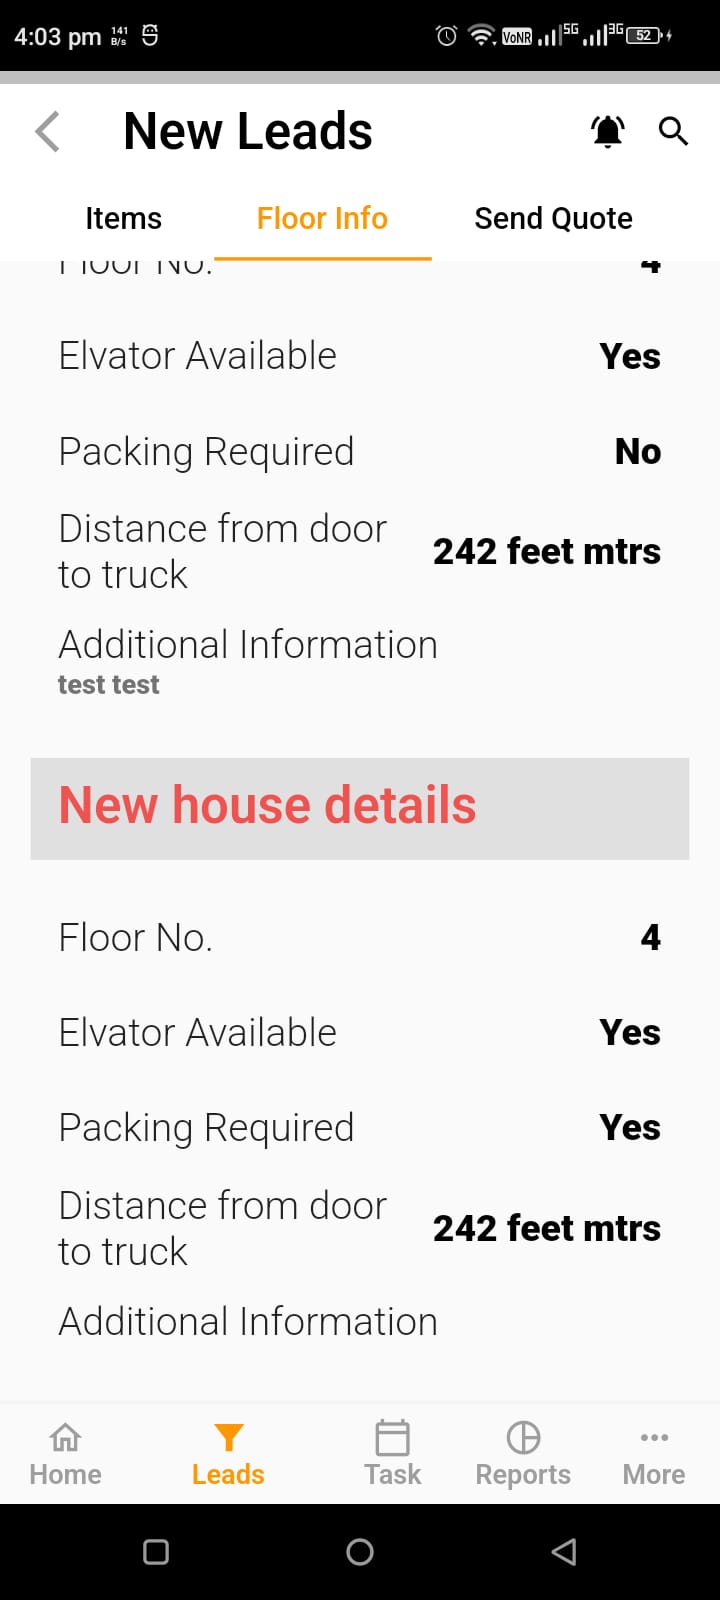 4:03 pm 141 B/s VoNR 5G 3G 52
New Leads
Items Floor Info Send Quote
Floor No. 4
Elvator Available Yes
Packing Required No
Distance from door
to truck 242 feet mtrs
Additional Information
test test
New house details
Floor No. 4
Elvator Available Yes
Packing Required Yes
Distance from door
to truck 242 feet mtrs
Additional Information
Home Leads Task Reports More